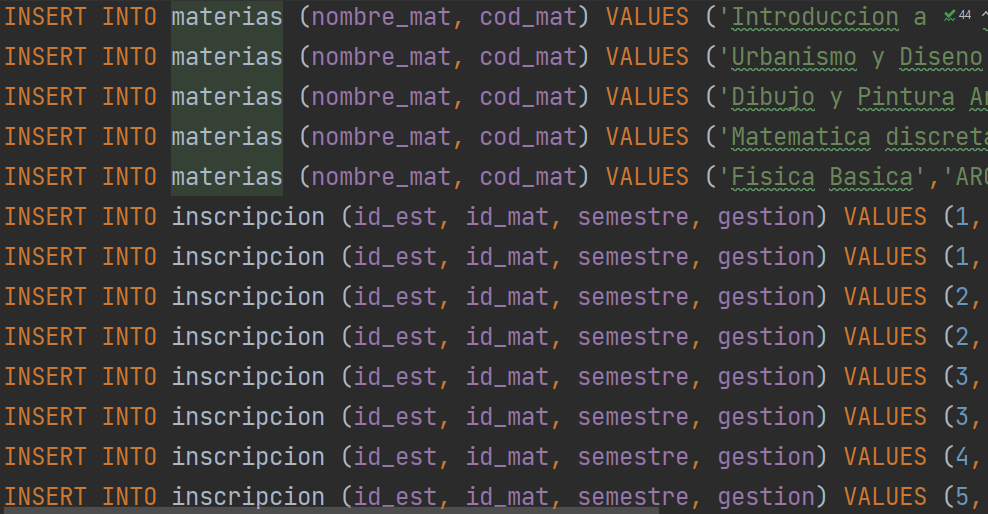 INSERT INTO materias (nombre_mat, cod_mat) VALUES ('Introduccion a 44
INSERT INTO materias (nombre_mat, cod_mat) VALUES ('Urbanismo y Diseno
INSERT INTO materias (nombre_mat, cod_mat) VALUES ('Dibujo y Pintura Ar
INSERT INTO materias (nombre_mat, cod_mat) VALUES ('Matematica discreta
INSERT INTO materias (nombre_mat, cod_mat) VALUES ('Fisica Basica','ARQ
INSERT INTO inscripcion (id_est, id_mat, semestre, gestion) VALUES (1,
INSERT INTO inscripcion (id_est, id_mat, semestre, gestion) VALUES (1,
INSERT INTO inscripcion (id_est, id_mat, semestre, gestion) VALUES (2,
INSERT INTO inscripcion (id_est, id_mat, semestre, gestion) VALUES (2,
INSERT INTO inscripcion (id_est, id_mat, semestre, gestion) VALUES (3,
INSERT INTO inscripcion (id_est, id_mat, semestre, gestion) VALUES (3,
INSERT INTO inscripcion (id_est, id_mat, semestre, gestion) VALUES (4,
INSERT INTO inscripcion (id_est, id_mat, semestre, gestion) VALUES (5,